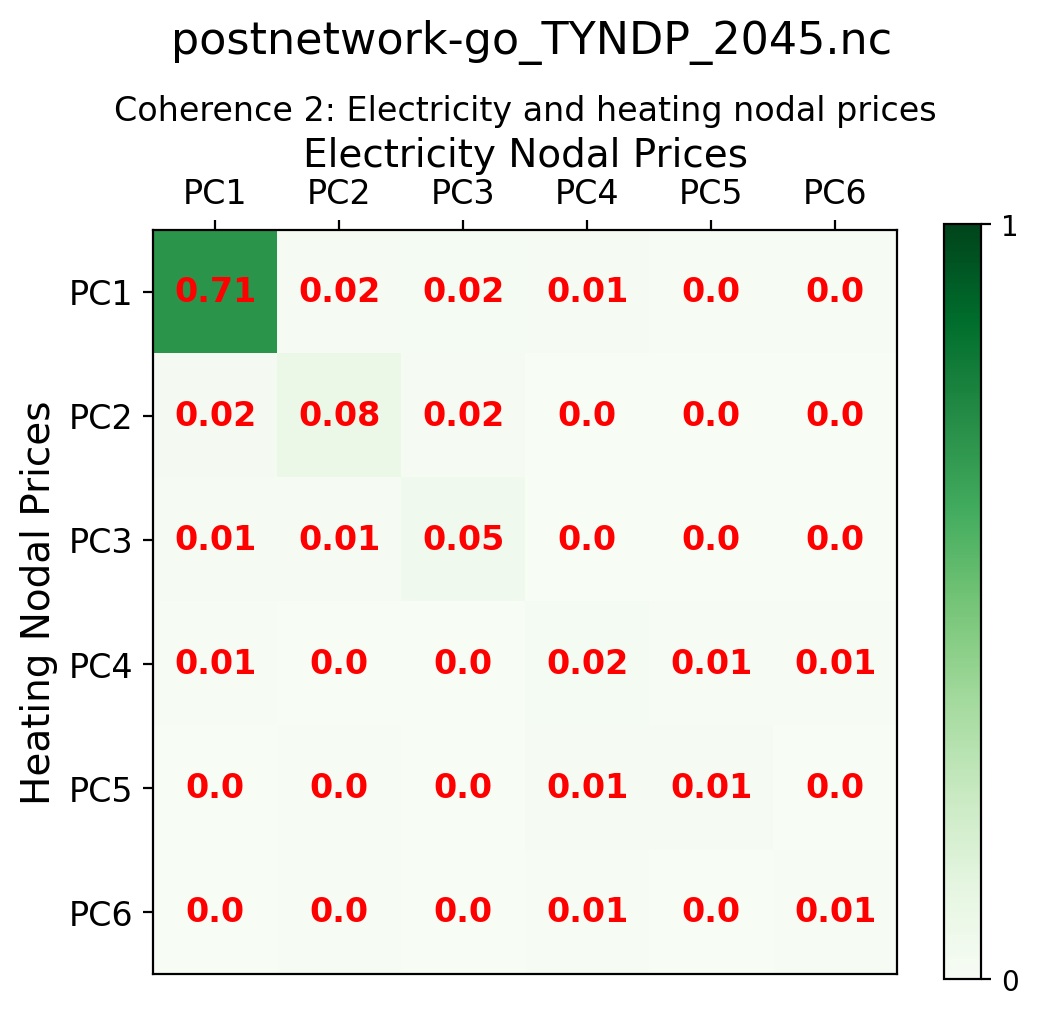 postnetwork-go_TYNDP_2045.nc
Coherence 2: Electricity and heating nodal prices
Electricity Nodal Prices
PC1 PC2 PC3 PC4 PC5 PC6
1
PC1 0.71 0.02 0.02 0.01 0.0 0.0
PC2 0.02 0.08 0.02 0.0 0.0 0.0
PC3 0.01 0.01 0.05 0.0 0.0 0.0
PC4 0.01 0.0 0.0 0.02 0.01 0.01
PC5 0.0 0.0 0.0 0.01 0.01 0.0
PC6 0.0 0.0 0.0 0.01 0.0 0.01
0
Heating Nodal Prices